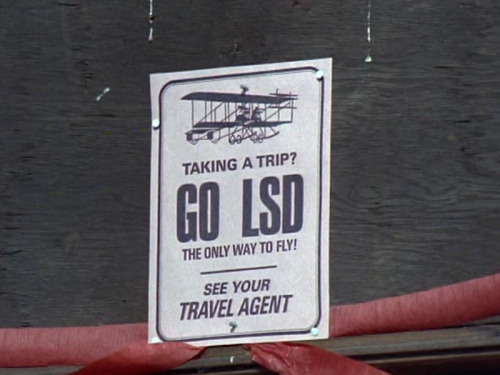 TAKING A TRIP?
GO LSD
THE ONLY WAY TO FLY!
SEE YOUR
TRAVEL AGENT